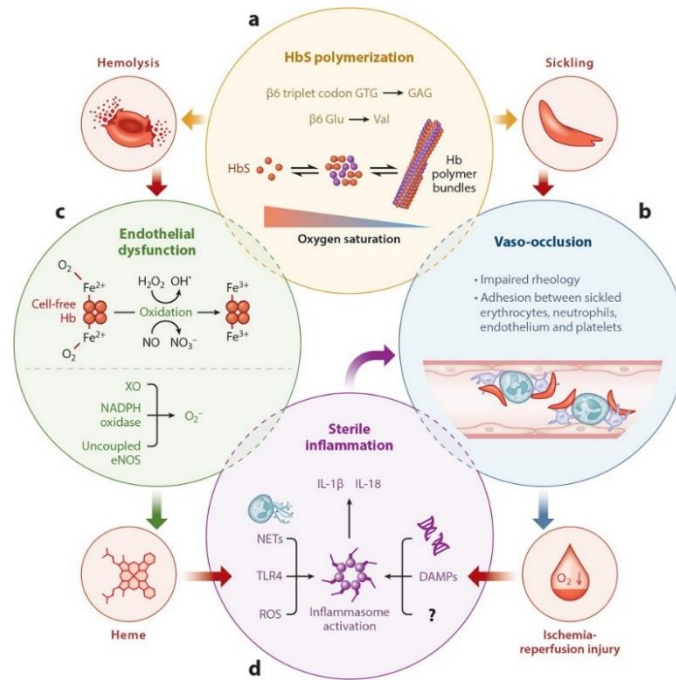 a
HbS polymerization
β6 triplet codon GTG → GAG
β6 Glu → Val
HbS
Hb
polymer
bundles
Oxygen saturation
Hemolysis
Sickling
c
Endothelial
dysfunction
O₂
Fe²⁺
Cell-free
Hb
Fe²⁺
O₂
H₂O₂ OH•
Oxidation
NO NO₃⁻
Fe³⁺
Fe³⁺
XO
NADPH
oxidase
Uncoupled
eNOS
O₂⁻
b
Vaso-occlusion
• Impaired rheology
• Adhesion between sickled
erythrocytes, neutrophils,
endothelium and platelets
Sterile
inflammation
IL-1β IL-18
NETs
TLR4
ROS
Inflammasome
activation
DAMPs
?
d
Heme
O₂ ↓
Ischemia-
reperfusion injury